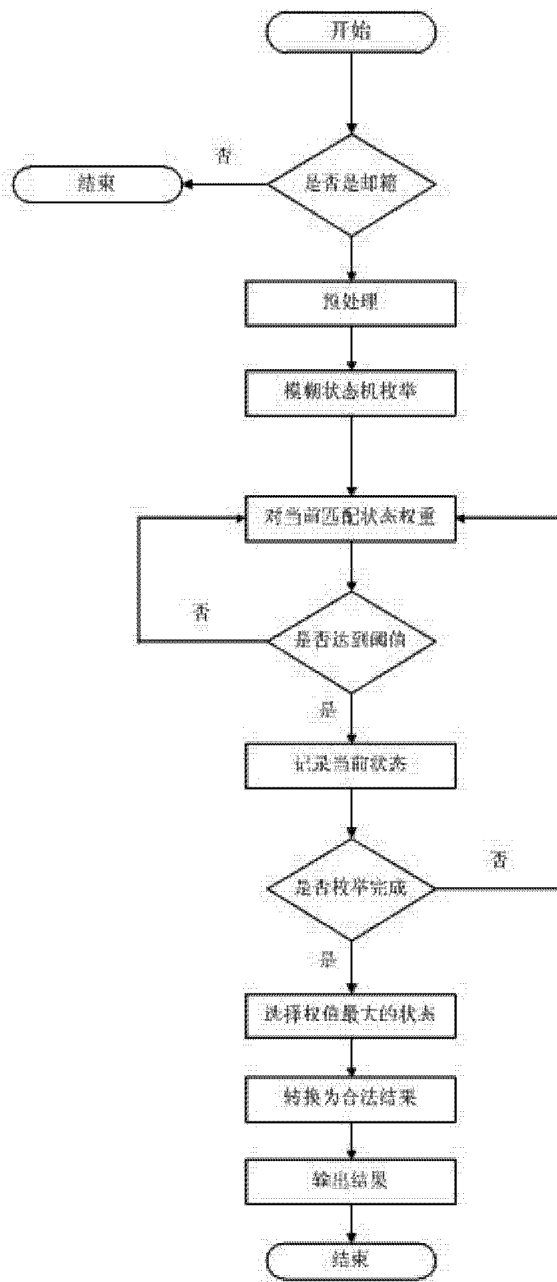 开始
否
结束
是否是邮箱
预处理
模糊状态机枚举
对当前匹配状态权重
否
是否达到阈值
是
记录当前状态
是否枚举完成
否
是
选择权值最大的状态
转换为合法结果
输出结果
结束